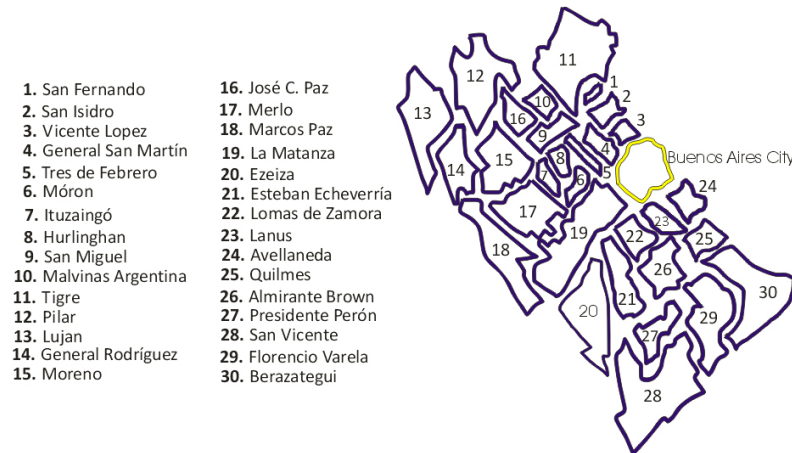 1. San Fernando
2. San Isidro
3. Vicente Lopez
4. General San Martín
5. Tres de Febrero
6. Móron
7. Ituzaingó
8. Hurlinghan
9. San Miguel
10. Malvinas Argentina
11. Tigre
12. Pilar
13. Lujan
14. General Rodríguez
15. Moreno
16. José C. Paz
17. Merlo
18. Marcos Paz
19. La Matanza
20. Ezeiza
21. Esteban Echeverría
22. Lomas de Zamora
23. Lanus
24. Avellaneda
25. Quilmes
26. Almirante Brown
27. Presidente Perón
28. San Vicente
29. Florencio Varela
30. Berazategui
11
12
1
13
10
2
16
3
9
4
15
8
Buenos Aires City
14
7
6
5
24
17
23
19
22
25
18
26
30
21
20
29
27
28